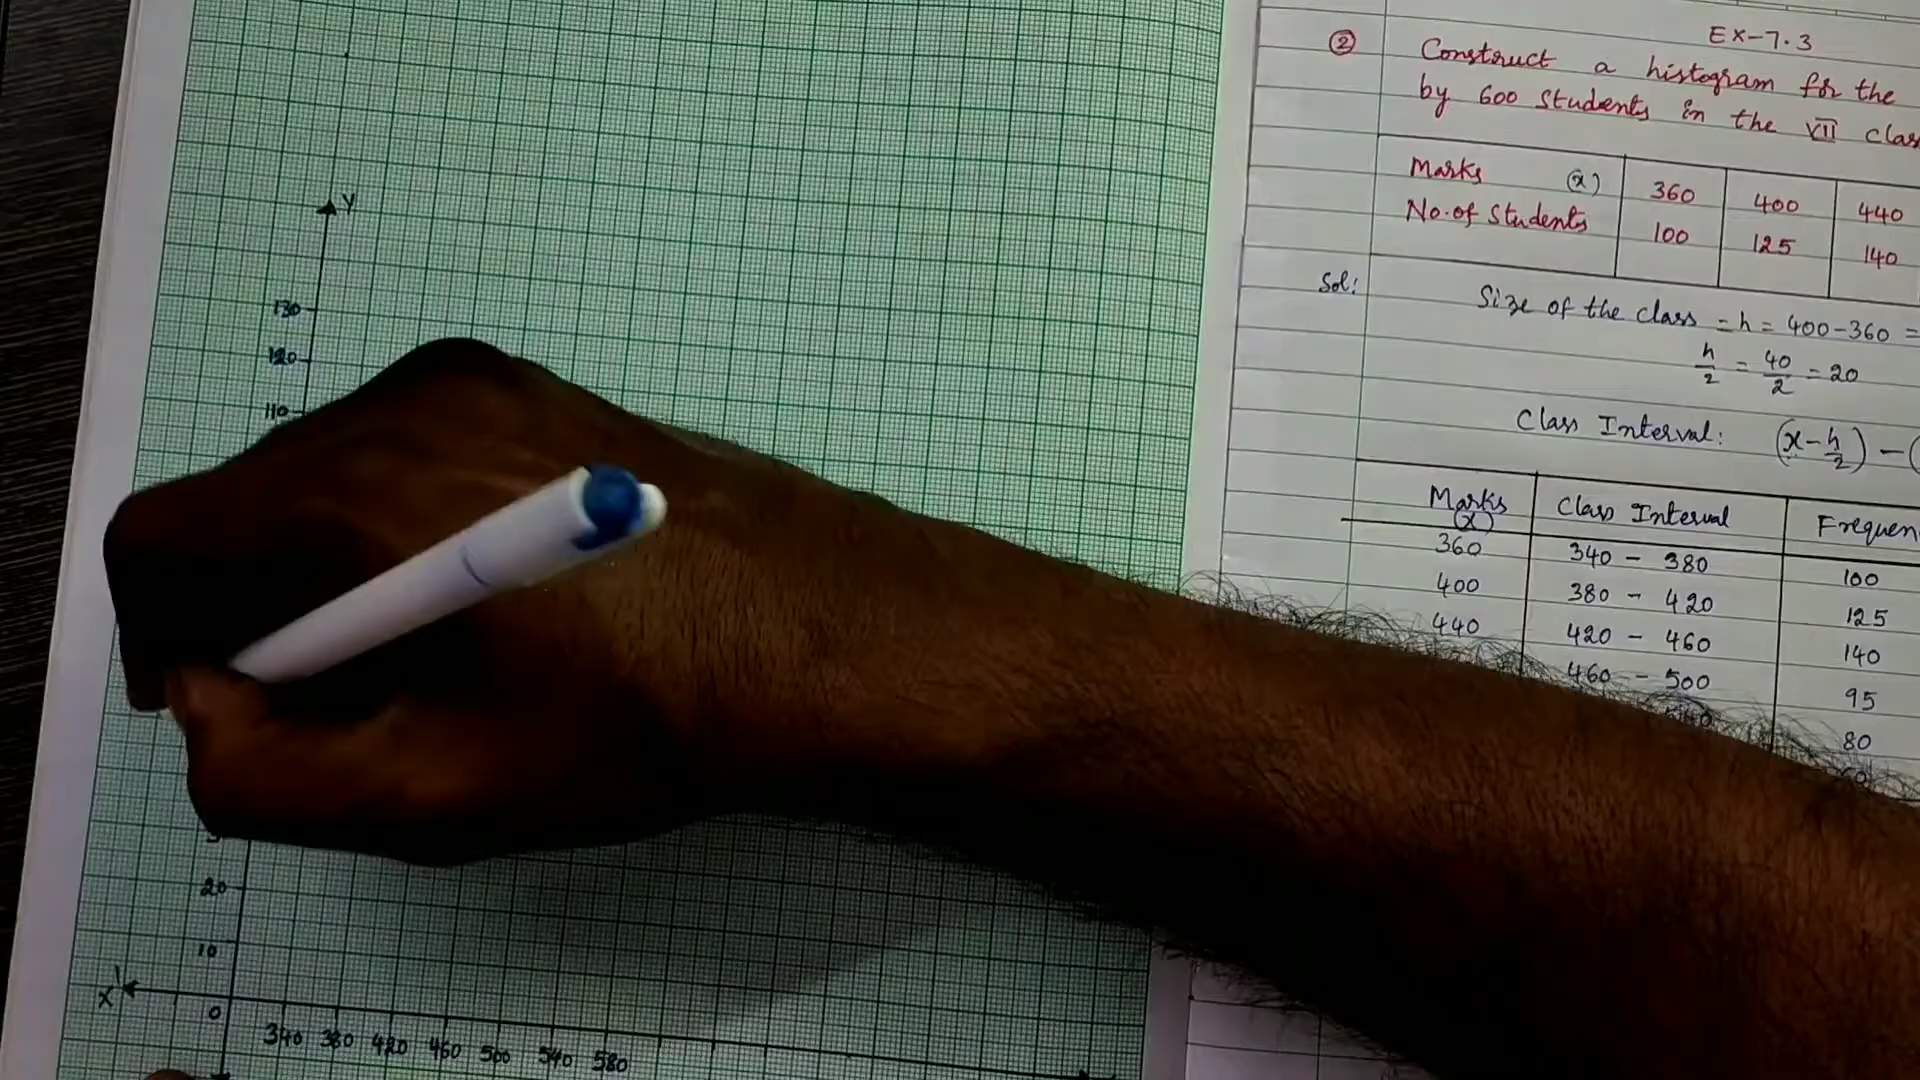 EX-7.3
② Construct a histogram for the
by 600 students in the VII clas
Marks (x) 360 400 440
No.of Students 100 125 140
Sol: Size of the class = h = 400-360 =
h/2 = 40/2 = 20
Class Interval: (x-h/2) - (
Marks (x) Class Interval Frequen
360 340 - 380 100
400 380 - 420 125
440 420 - 460 140
460 - 500 95
80
Y
130
120
110
20
10
X'
0
340 380 420 460 500 540 580